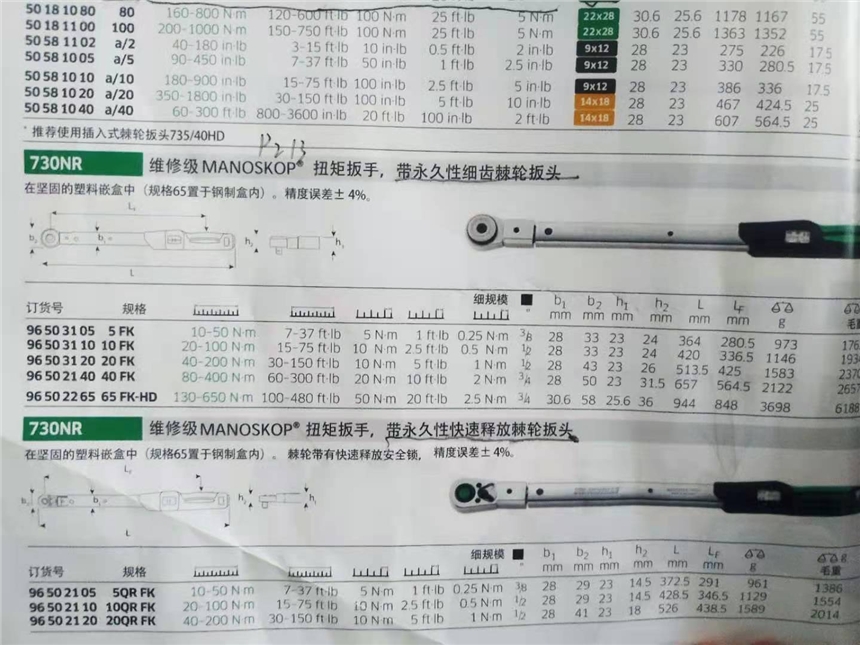 50 18 10 80 80 160-800 N·m 120-600 ft·lb 100 N·m 25 ft·lb 5 N·m 22x28 30.6 25.6 1178 1167 55
50 18 11 00 100 200-1000 N·m 150-750 ft·lb 100 N·m 25 ft·lb 5 N·m 22x28 30.6 25.6 1363 1352 55
50 58 11 02 a/2 40-180 in·lb 3-15 ft·lb 10 in·lb 0.5 ft·lb 2 in·lb 9x12 28 23 275 226 17.5
50 58 10 05 a/5 90-450 in·lb 7-37 ft·lb 50 in·lb 1 ft·lb 2.5 in·lb 9x12 28 23 330 280.5 17.5
50 58 10 10 a/10 180-900 in·lb 15-75 ft·lb 100 in·lb 2.5 ft·lb 5 in·lb 9x12 28 23 386 336 17.5
50 58 10 20 a/20 350-1800 in·lb 30-150 ft·lb 100 in·lb 5 ft·lb 10 in·lb 14x18 28 23 467 424.5 25
50 58 10 40 a/40 60-300 ft·lb 800-3600 in·lb 20 ft·lb 100 in·lb 2 ft·lb 14x18 28 23 607 564.5 25
* 推荐使用插入式棘轮扳头735/40HD
P213
730NR 维修级 MANOSKOP® 扭矩扳手，带永久性细齿棘轮扳头
在坚固的塑料嵌盒中（规格65置于钢制盒内）。精度误差± 4%。
b₂ b₁ h₂ h₁
L
订货号 规格 细规模 ■ b₁ b₂ h₁ h₂ L L_F
" mm mm mm mm mm mm g 毛重
96 50 31 05 5 FK 10-50 N·m 7-37 ft·lb 5 N·m 1 ft·lb 0.25 N·m 3/8 28 33 23 24 364 280.5 973
96 50 31 10 10 FK 20-100 N·m 15-75 ft·lb 10 N·m 2.5 ft·lb 0.5 N·m 1/2 28 33 23 24 420 336.5 1146
96 50 31 20 20 FK 40-200 N·m 30-150 ft·lb 10 N·m 5 ft·lb 1 N·m 1/2 28 43 23 26 513.5 425 1583
96 50 21 40 40 FK 80-400 N·m 60-300 ft·lb 20 N·m 10 ft·lb 2 N·m 3/4 28 50 23 31.5 657 564.5 2122
96 50 22 65 65 FK-HD 130-650 N·m 100-480 ft·lb 50 N·m 20 ft·lb 2.5 N·m 3/4 30.6 58 25.6 36 944 848 3698
730NR 维修级MANOSKOP® 扭矩扳手，带永久性快速释放棘轮扳头
在坚固的塑料嵌盒中（规格65置于钢制盒内）。 棘轮带有快速释放安全锁， 精度误差± 4%。
b₂ b₁ h₂ h₁
L
订货号 规格 细规模 ■ b₁ b₂ h₁ h₂ L L_F g
" mm mm mm mm mm mm g 毛重
96 50 21 05 5QR FK 10-50 N·m 7-37 ft·lb 5 N·m 1 ft·lb 0.25 N·m 3/8 28 29 23 14.5 372.5 291 961 1386
96 50 21 10 10QR FK 20-100 N·m 15-75 ft·lb 10 N·m 2.5 ft·lb 0.5 N·m 1/2 28 29 23 14.5 428.5 346.5 1129 1554
96 50 21 20 20QR FK 40-200 N·m 30-150 ft·lb 10 N·m 5 ft·lb 1 N·m 1/2 28 41 23 18 526 438.5 1589 2014